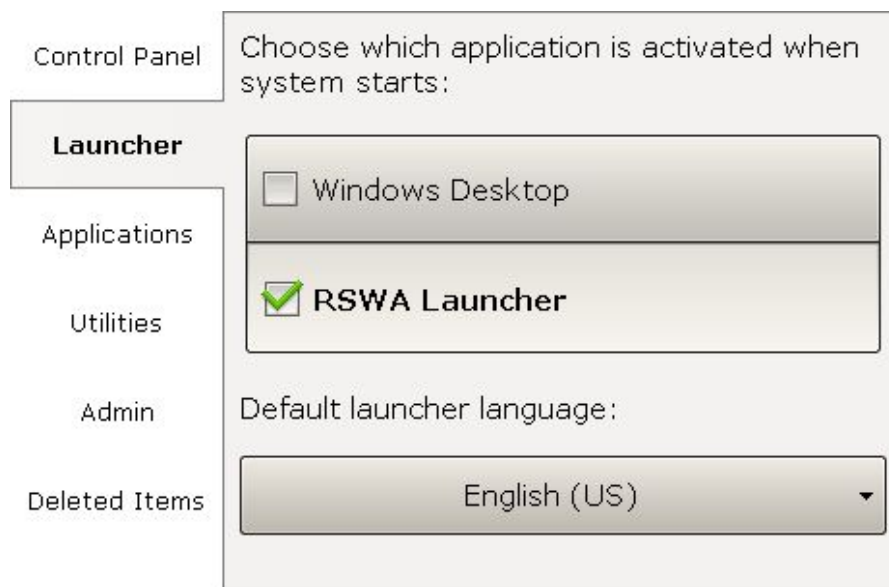 Control Panel
Launcher
Applications
Utilities
Admin
Deleted Items
Choose which application is activated when
system starts:
Windows Desktop
RSWA Launcher
Default launcher language:
English (US)